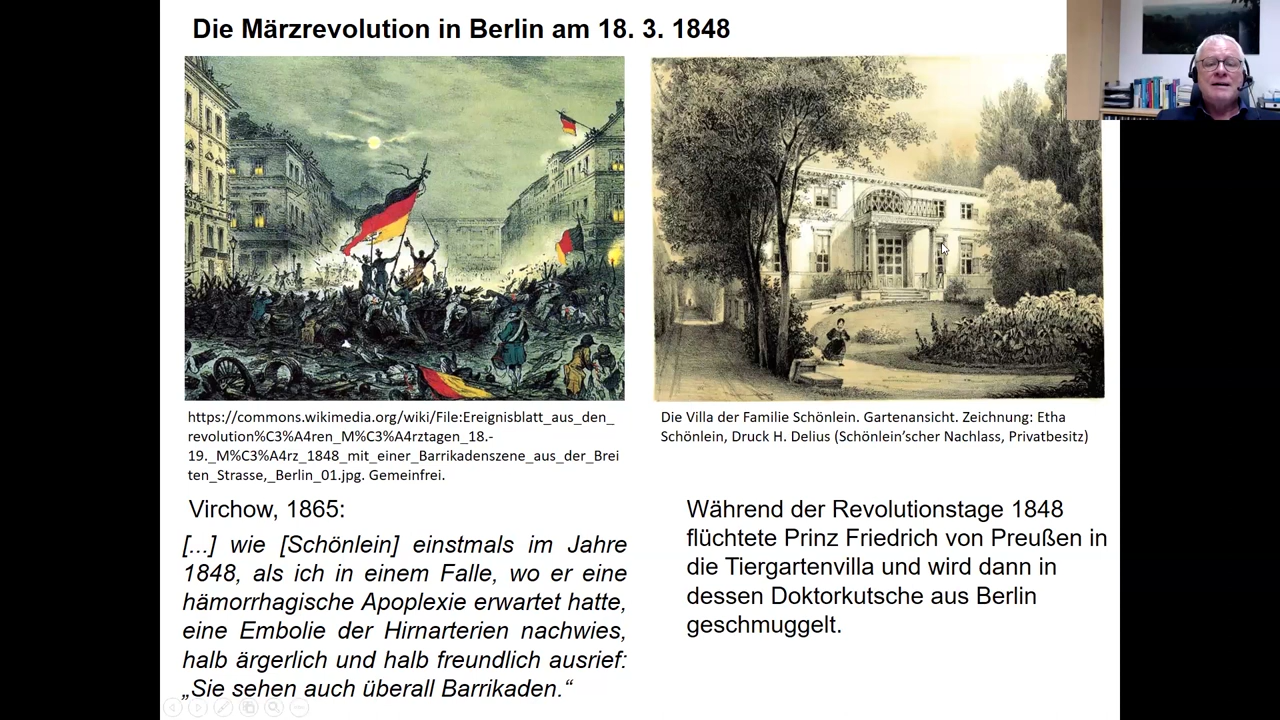 Die Märzrevolution in Berlin am 18. 3. 1848
https://commons.wikimedia.org/wiki/File:Ereignisblatt_aus_den_
revolution%C3%A4ren_M%C3%A4rztagen_18.-
19._M%C3%A4rz_1848_mit_einer_Barrikadenszene_aus_der_Brei
ten_Strasse,_Berlin_01.jpg. Gemeinfrei.
Die Villa der Familie Schönlein. Gartenansicht. Zeichnung: Etha
Schönlein, Druck H. Delius (Schönlein’scher Nachlass, Privatbesitz)
Virchow, 1865:
[...] wie [Schönlein] einstmals im Jahre
1848, als ich in einem Falle, wo er eine
hämorrhagische Apoplexie erwartet hatte,
eine Embolie der Hirnarterien nachwies,
halb ärgerlich und halb freundlich ausrief:
„Sie sehen auch überall Barrikaden.“
Während der Revolutionstage 1848
flüchtete Prinz Friedrich von Preußen in
die Tiergartenvilla und wird dann in
dessen Doktorkutsche aus Berlin
geschmuggelt.